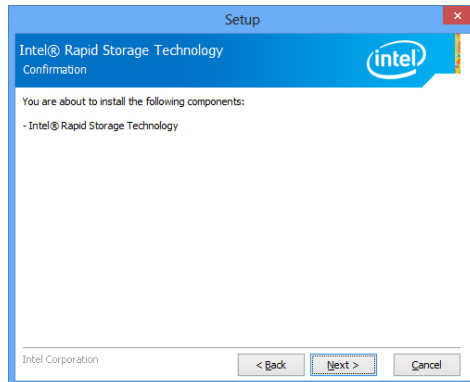 Setup
Intel® Rapid Storage Technology
Confirmation
intel
You are about to install the following components:
- Intel® Rapid Storage Technology
Intel Corporation
< Back
Next >
Cancel